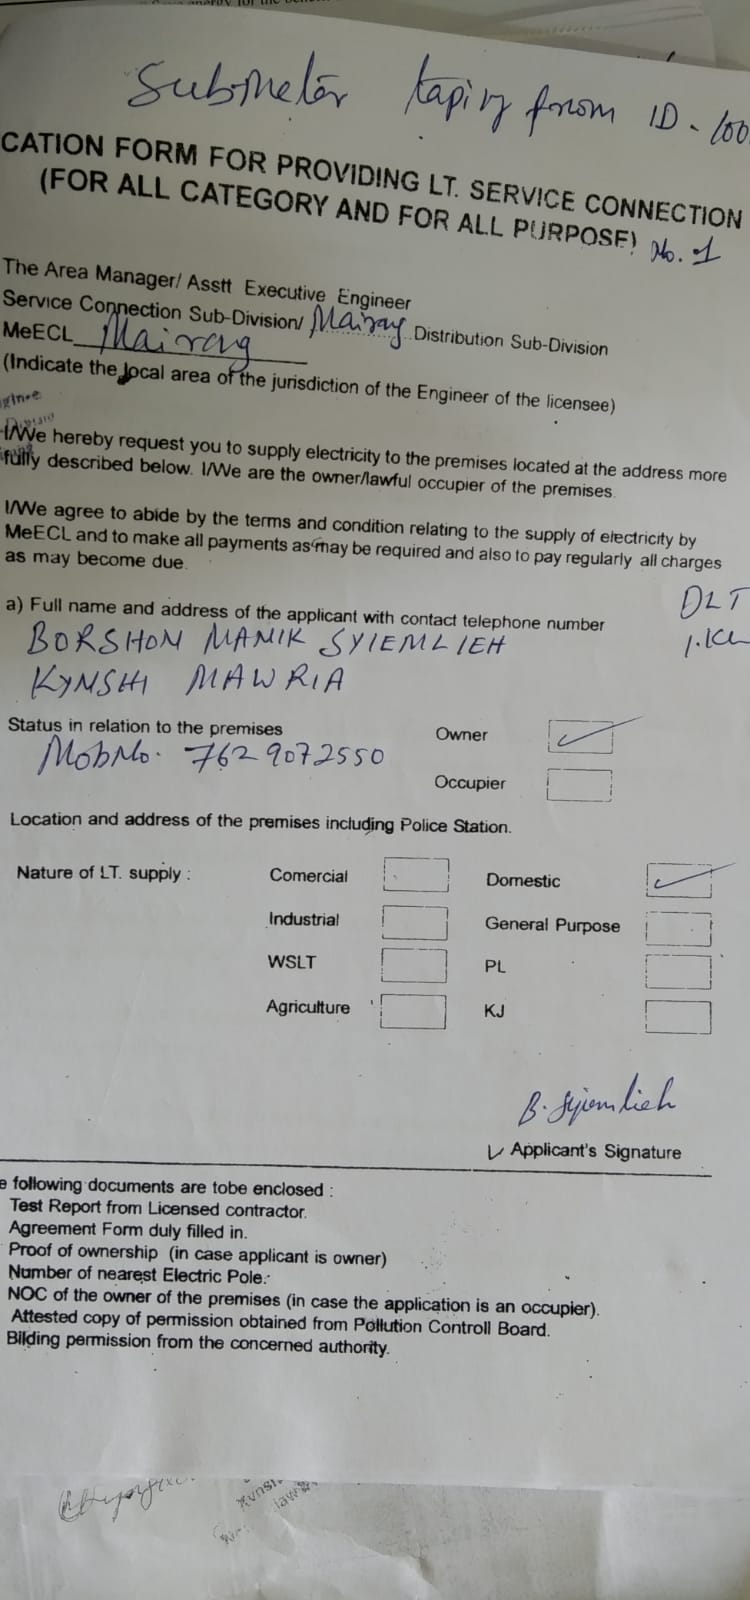 Submeter taping from ID - 100
CATION FORM FOR PROVIDING LT. SERVICE CONNECTION
(FOR ALL CATEGORY AND FOR ALL PURPOSE) No. 1
The Area Manager/ Asstt Executive Engineer
Service Connection Sub-Division/ Mairang Distribution Sub-Division
MeECL Mairang
(Indicate the local area of the jurisdiction of the Engineer of the licensee)
I/We hereby request you to supply electricity to the premises located at the address more
fully described below. I/We are the owner/lawful occupier of the premises.
I/We agree to abide by the terms and condition relating to the supply of electricity by
MeECL and to make all payments as may be required and also to pay regularly all charges
as may become due.
DLT
a) Full name and address of the applicant with contact telephone number
BORSHON MANIK SYIEMLIEH
KYNSHI MAWRIA
Status in relation to the premises Owner
Mob No. 7629072550
Occupier
Location and address of the premises including Police Station.
Nature of LT. supply : Comercial Domestic
Industrial General Purpose
WSLT PL
Agriculture KJ
B. Syiemlieh
Applicant's Signature
e following documents are tobe enclosed :
Test Report from Licensed contractor.
Agreement Form duly filled in.
Proof of ownership (in case applicant is owner)
Number of nearest Electric Pole.
NOC of the owner of the premises (in case the application is an occupier).
Attested copy of permission obtained from Pollution Controll Board.
Bilding permission from the concerned authority.